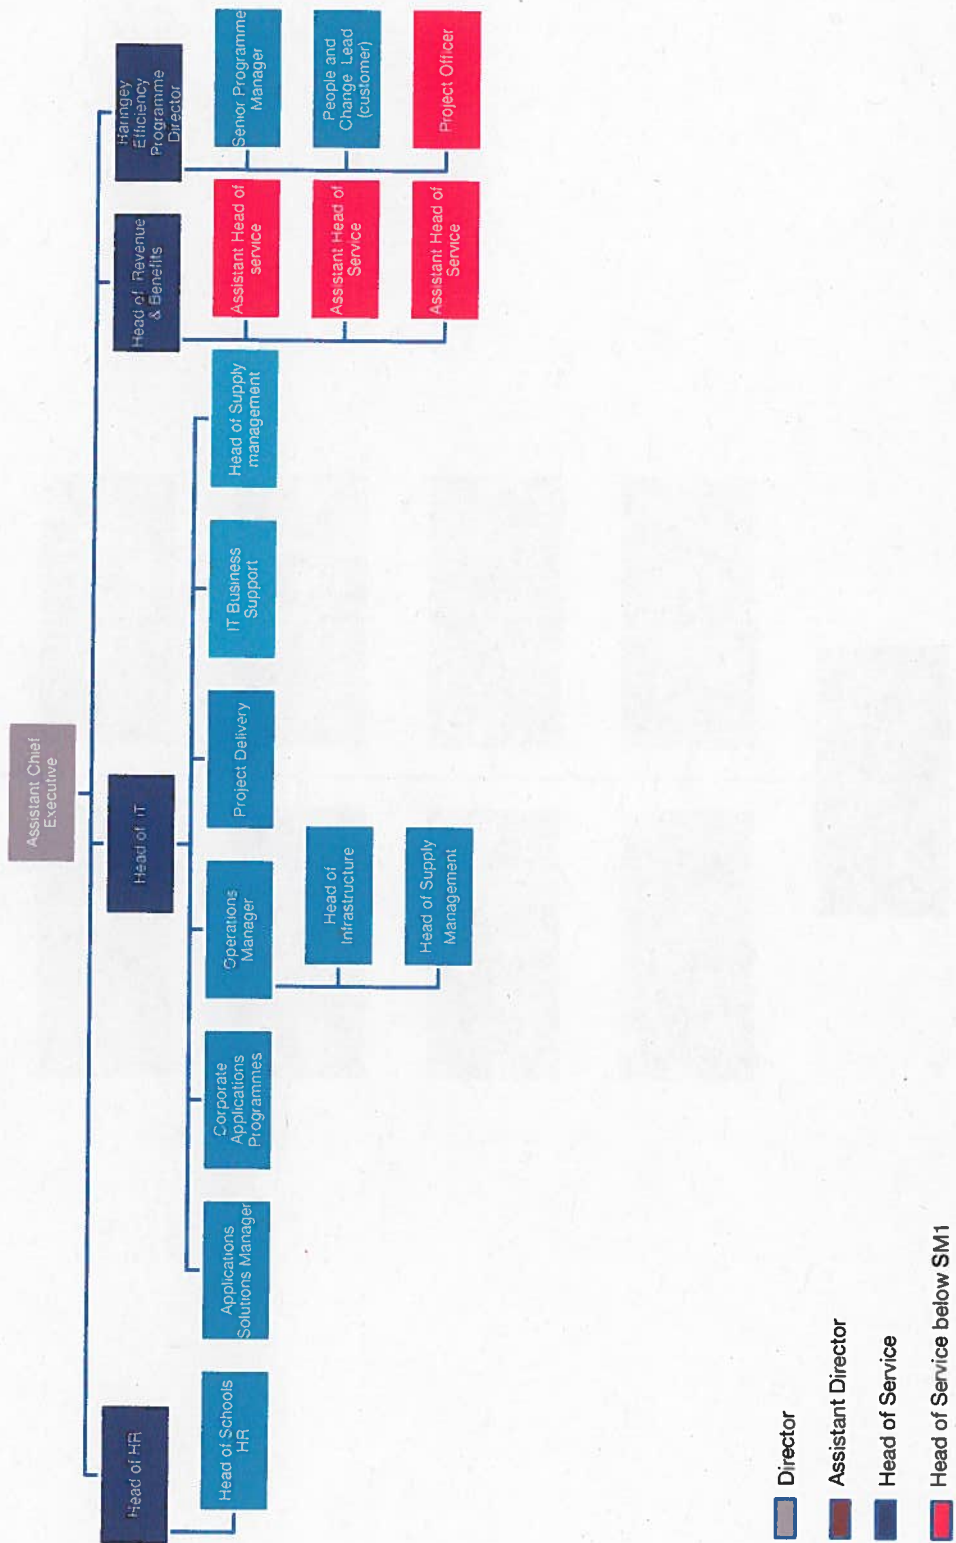 Assistant Chief
Executive
Head of HR
Head of IT
Head of Revenue
& Benefits
Haringey
Efficiency
Programme
Director
Head of Schools
HR
Applications
Solutions Manager
Corporate
Applications
Programmes
Operations
Manager
Project Delivery
IT Business
Support
Head of Supply
management
Assistant Head of
service
Senior Programme
Manager
Head of
Infrastructure
Assistant Head of
Service
People and
Change Lead
(customer)
Head of Supply
Management
Assistant Head of
Service
Project Officer
Director
Assistant Director
Head of Service
Head of Service below SM1